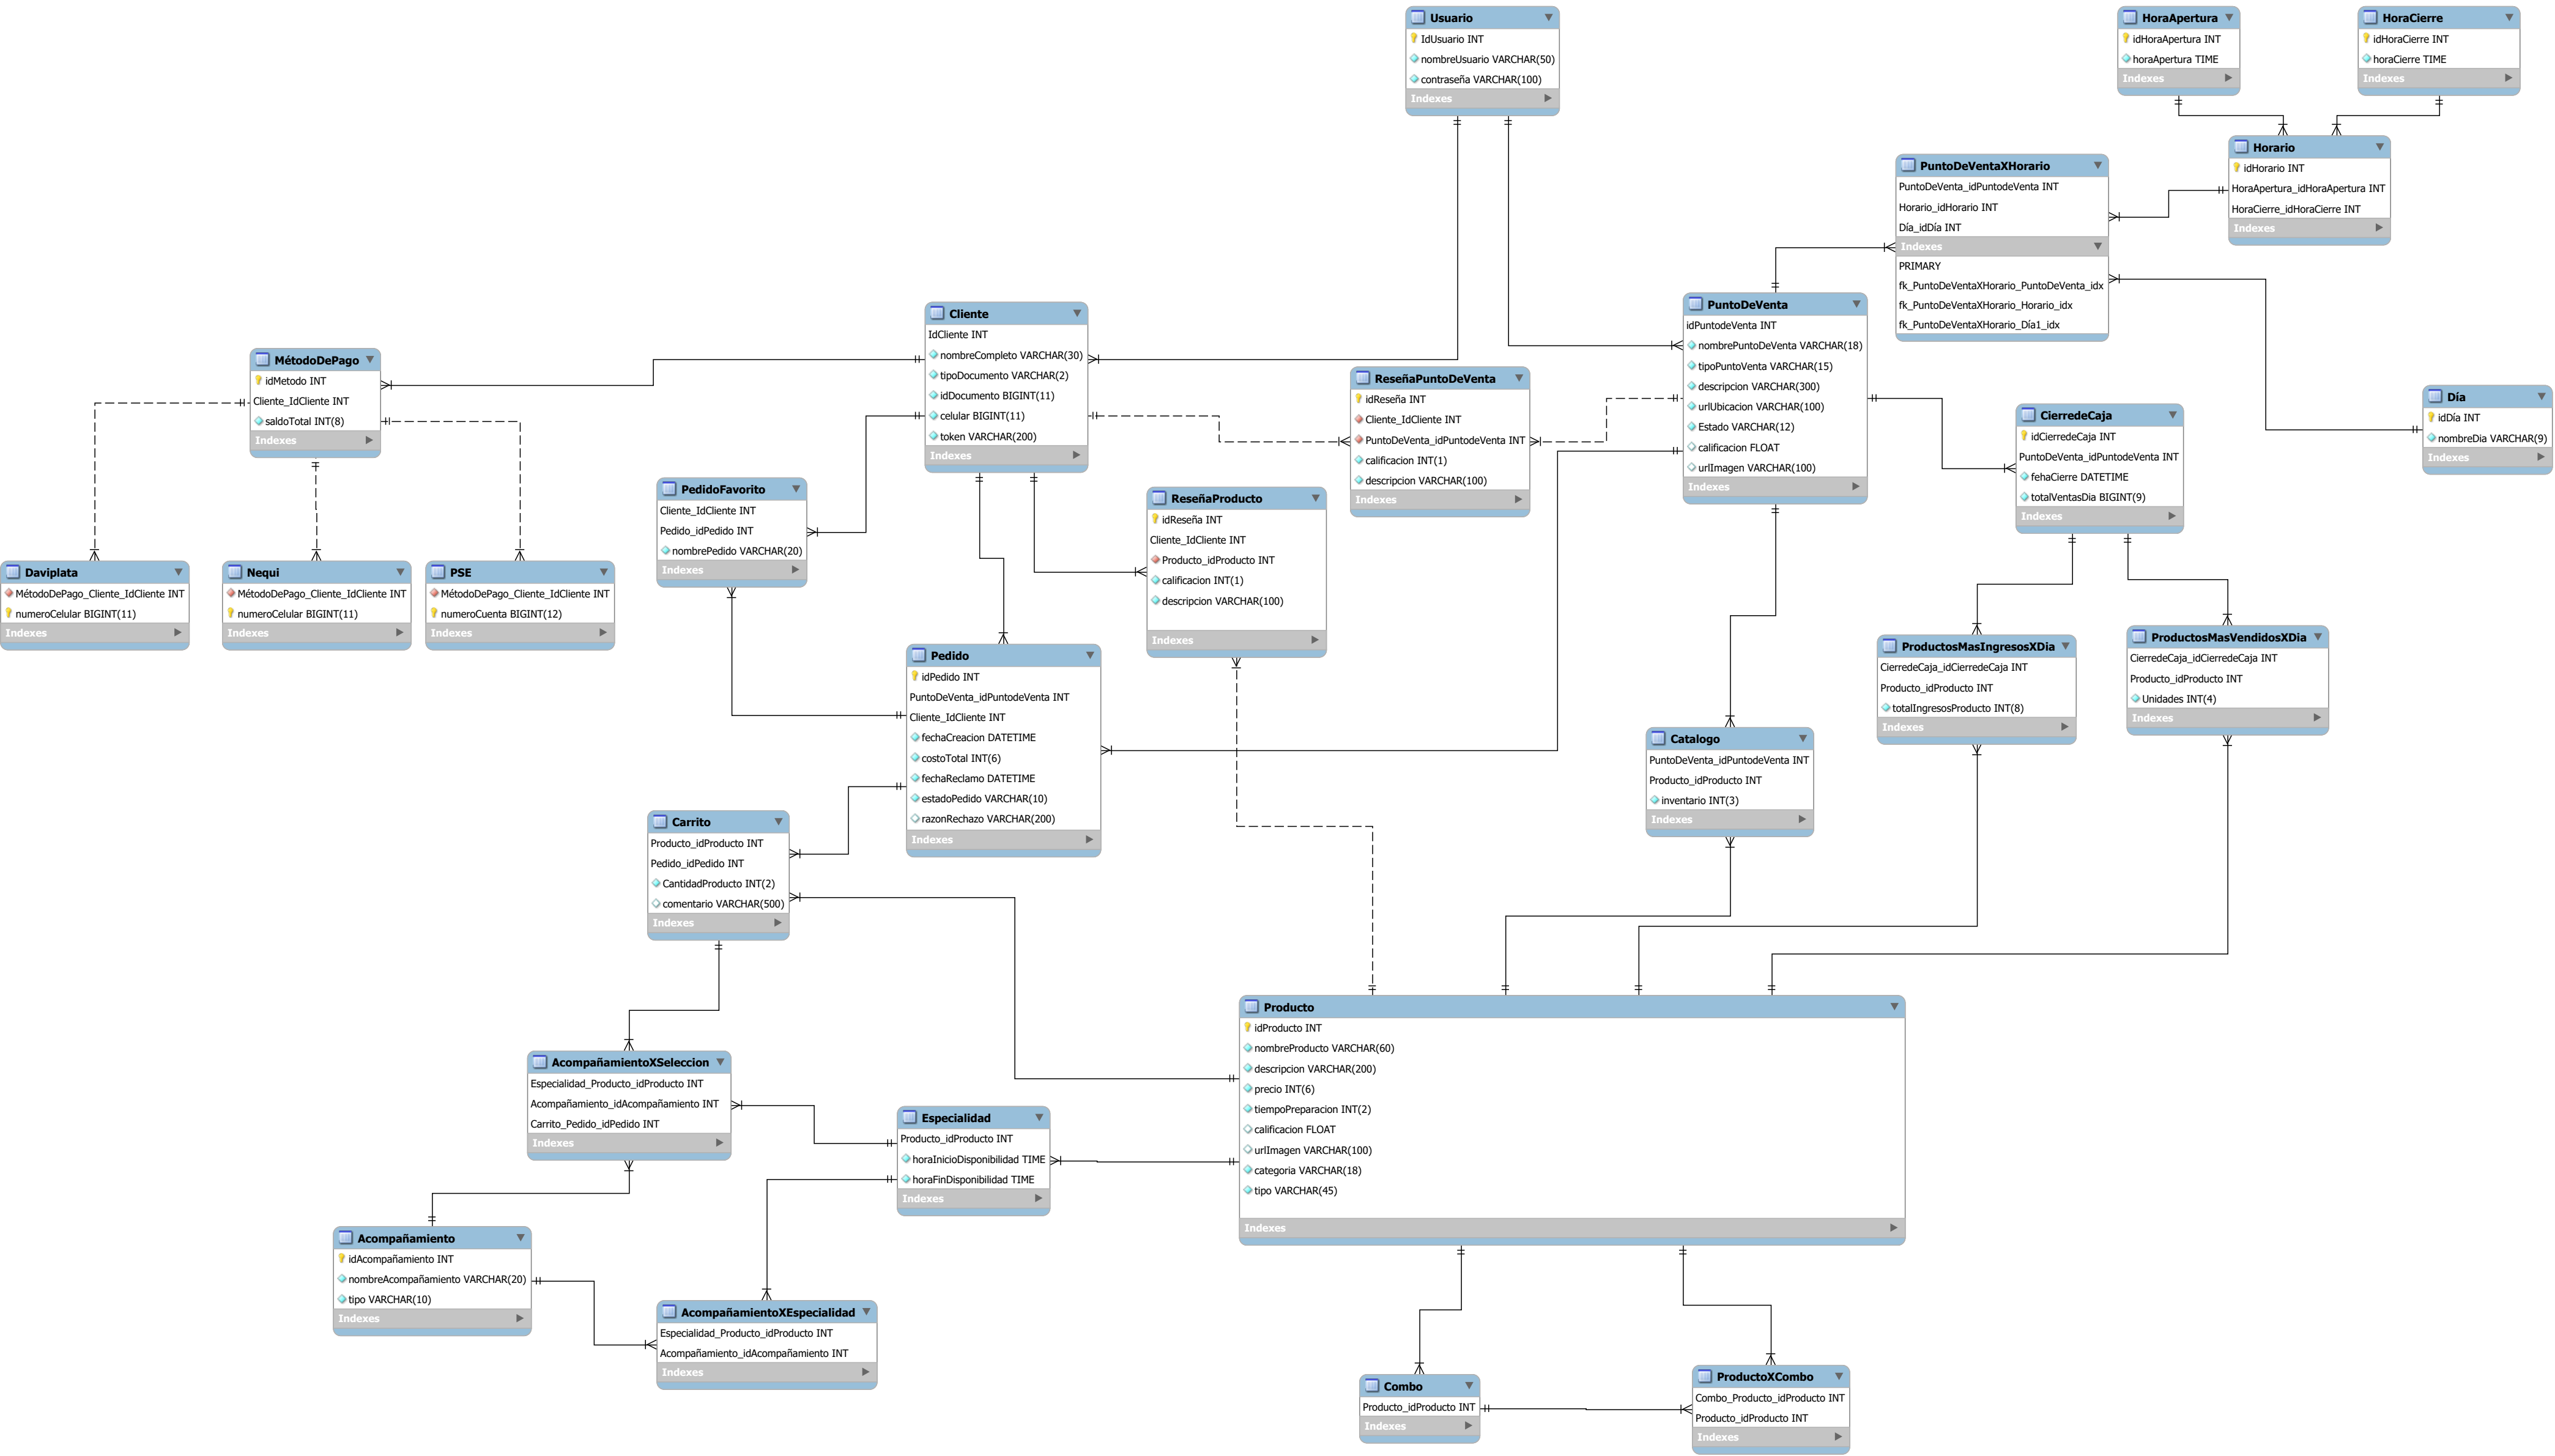 Usuario
IdUsuario INT
nombreUsuario VARCHAR(50)
contraseña VARCHAR(100)
Indexes
HoraApertura
idHoraApertura INT
horaApertura TIME
Indexes
HoraCierre
idHoraCierre INT
horaCierre TIME
Indexes
Horario
idHorario INT
HoraApertura_idHoraApertura INT
HoraCierre_idHoraCierre INT
Indexes
PuntoDeVentaXHorario
PuntoDeVenta_idPuntodeVenta INT
Horario_idHorario INT
Día_idDía INT
Indexes
PRIMARY
fk_PuntoDeVentaXHorario_PuntoDeVenta_idx
fk_PuntoDeVentaXHorario_Horario_idx
fk_PuntoDeVentaXHorario_Día1_idx
PuntoDeVenta
idPuntodeVenta INT
nombrePuntoDeVenta VARCHAR(18)
tipoPuntoVenta VARCHAR(15)
descripcion VARCHAR(300)
urlUbicacion VARCHAR(100)
Estado VARCHAR(12)
calificacion FLOAT
urlImagen VARCHAR(100)
Indexes
Cliente
IdCliente INT
nombreCompleto VARCHAR(30)
tipoDocumento VARCHAR(2)
idDocumento BIGINT(11)
celular BIGINT(11)
token VARCHAR(200)
Indexes
MétodoDePago
idMetodo INT
Cliente_IdCliente INT
saldoTotal INT(8)
Indexes
ReseñaPuntoDeVenta
idReseña INT
Cliente_IdCliente INT
PuntoDeVenta_idPuntodeVenta INT
calificacion INT(1)
descripcion VARCHAR(100)
Indexes
Día
idDía INT
nombreDia VARCHAR(9)
Indexes
CierredeCaja
idCierredeCaja INT
PuntoDeVenta_idPuntodeVenta INT
fehaCierre DATETIME
totalVentasDia BIGINT(9)
Indexes
PedidoFavorito
Cliente_IdCliente INT
Pedido_idPedido INT
nombrePedido VARCHAR(20)
Indexes
ReseñaProducto
idReseña INT
Cliente_IdCliente INT
Producto_idProducto INT
calificacion INT(1)
descripcion VARCHAR(100)
Indexes
Daviplata
MétodoDePago_Cliente_IdCliente INT
numeroCelular BIGINT(11)
Indexes
Nequi
MétodoDePago_Cliente_IdCliente INT
numeroCelular BIGINT(11)
Indexes
PSE
MétodoDePago_Cliente_IdCliente INT
numeroCuenta BIGINT(12)
Indexes
Pedido
idPedido INT
PuntoDeVenta_idPuntodeVenta INT
Cliente_IdCliente INT
fechaCreacion DATETIME
costoTotal INT(6)
fechaReclamo DATETIME
estadoPedido VARCHAR(10)
razonRechazo VARCHAR(200)
Indexes
ProductosMasIngresosXDia
CierredeCaja_idCierredeCaja INT
Producto_idProducto INT
totalIngresosProducto INT(8)
Indexes
ProductosMasVendidosXDia
CierredeCaja_idCierredeCaja INT
Producto_idProducto INT
Unidades INT(4)
Indexes
Catalogo
PuntoDeVenta_idPuntodeVenta INT
Producto_idProducto INT
inventario INT(3)
Indexes
Carrito
Producto_idProducto INT
Pedido_idPedido INT
CantidadProducto INT(2)
comentario VARCHAR(500)
Indexes
Producto
idProducto INT
nombreProducto VARCHAR(60)
descripcion VARCHAR(200)
precio INT(6)
tiempoPreparacion INT(2)
calificacion FLOAT
urlImagen VARCHAR(100)
categoria VARCHAR(18)
tipo VARCHAR(45)
Indexes
AcompañamientoXSeleccion
Especialidad_Producto_idProducto INT
Acompañamiento_idAcompañamiento INT
Carrito_Pedido_idPedido INT
Indexes
Especialidad
Producto_idProducto INT
horaInicioDisponibilidad TIME
horaFinDisponibilidad TIME
Indexes
Acompañamiento
idAcompañamiento INT
nombreAcompañamiento VARCHAR(20)
tipo VARCHAR(10)
Indexes
AcompañamientoXEspecialidad
Especialidad_Producto_idProducto INT
Acompañamiento_idAcompañamiento INT
Indexes
Combo
Producto_idProducto INT
Indexes
ProductoXCombo
Combo_Producto_idProducto INT
Producto_idProducto INT
Indexes